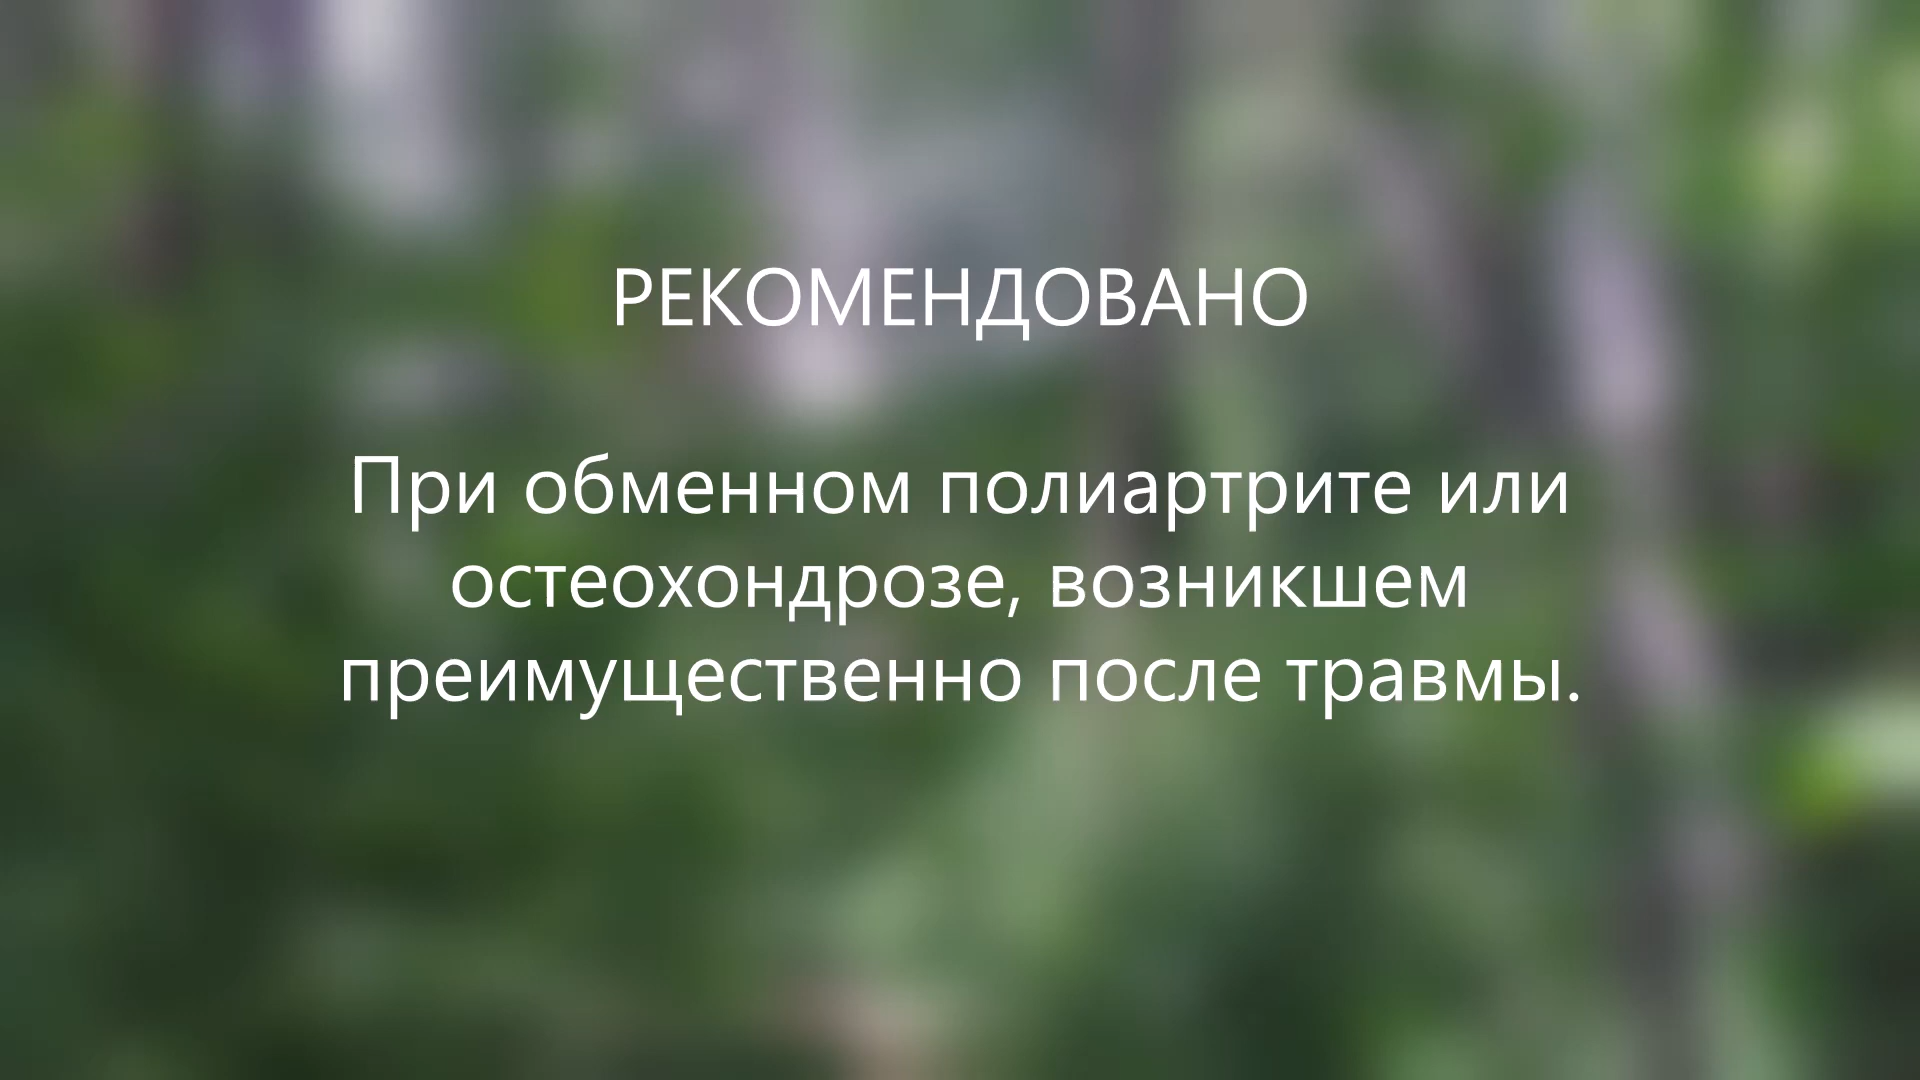 РЕКОМЕНДОВАНО
При обменном полиартрите или
остеохондрозе, возникшем
преимущественно после травмы.